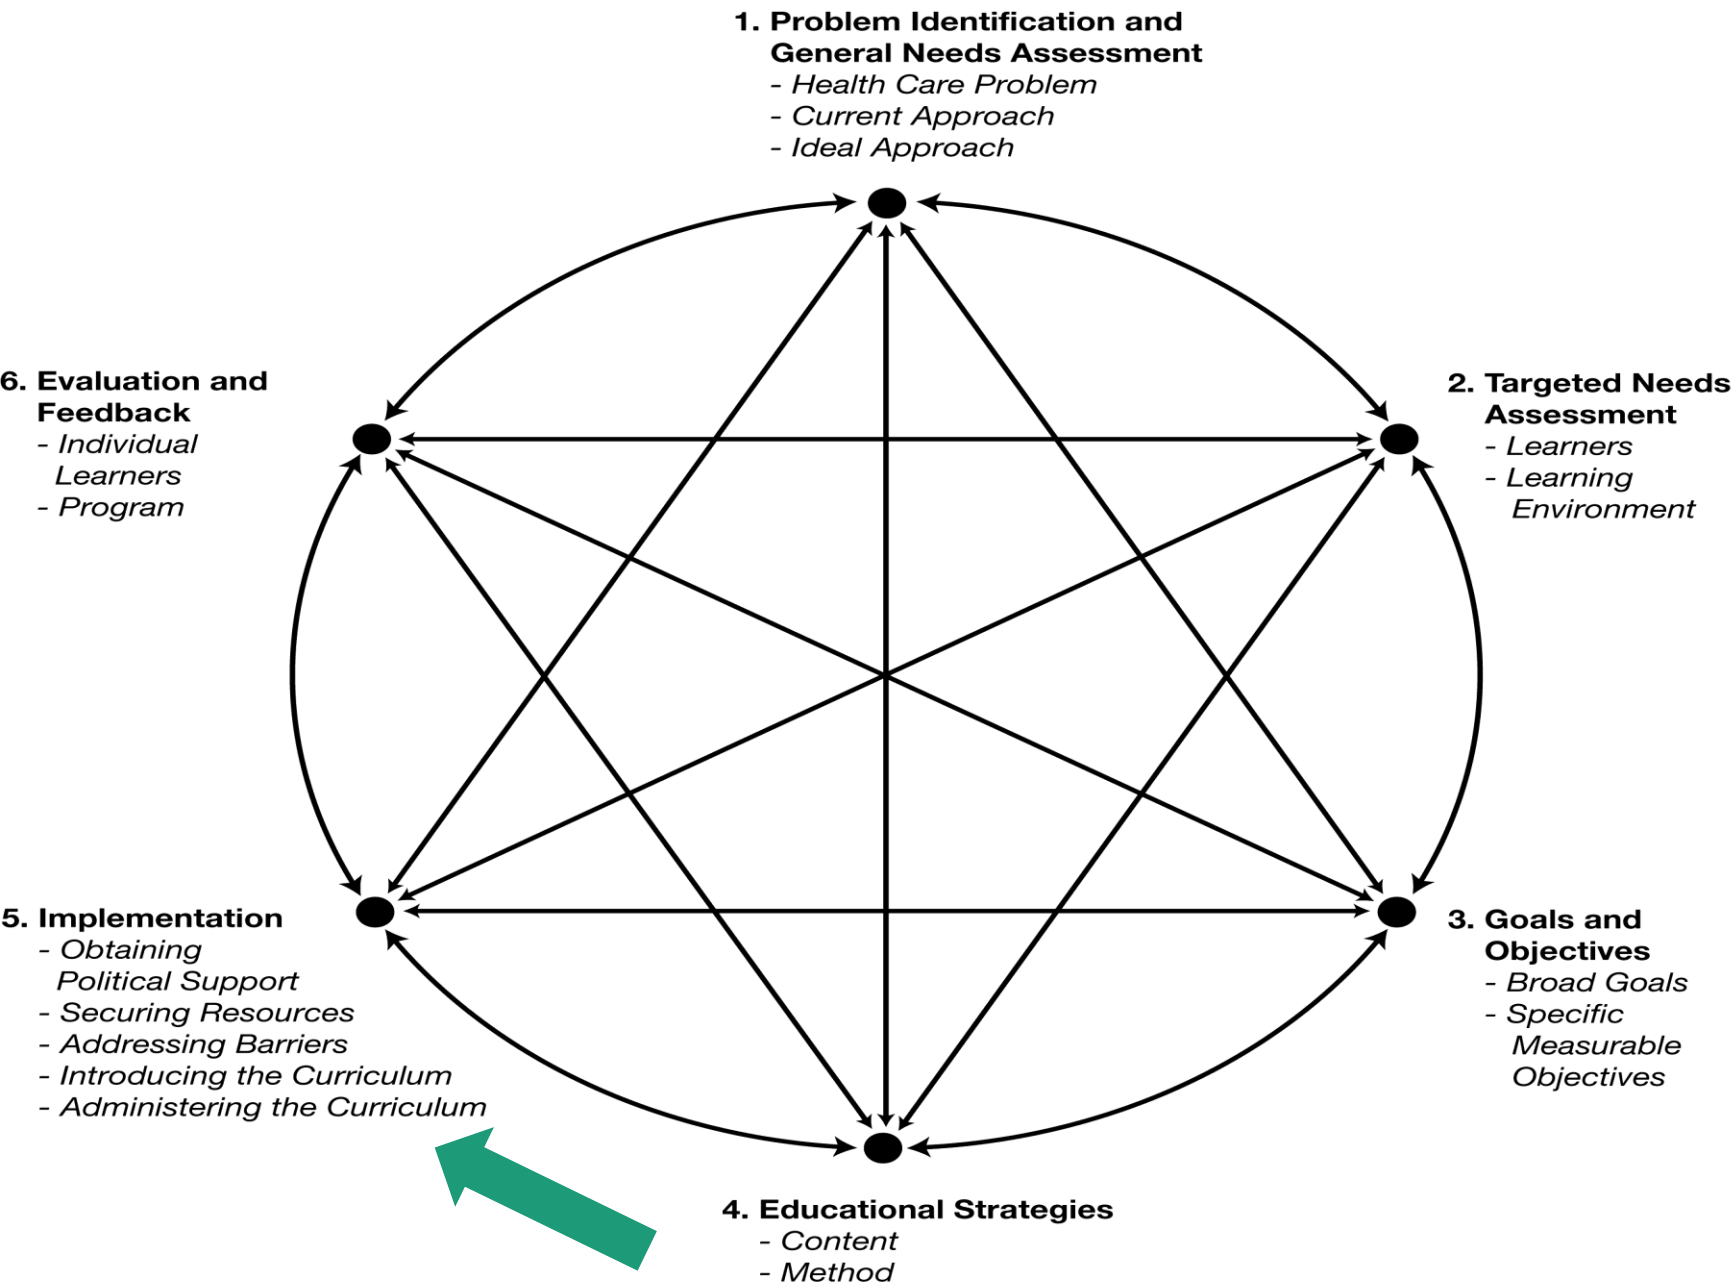 1. Problem Identification and
General Needs Assessment
- Health Care Problem
- Current Approach
- Ideal Approach
2. Targeted Needs
Assessment
- Learners
- Learning
Environment
3. Goals and
Objectives
- Broad Goals
- Specific
Measurable
Objectives
4. Educational Strategies
- Content
- Method
5. Implementation
- Obtaining
Political Support
- Securing Resources
- Addressing Barriers
- Introducing the Curriculum
- Administering the Curriculum
6. Evaluation and
Feedback
- Individual
Learners
- Program